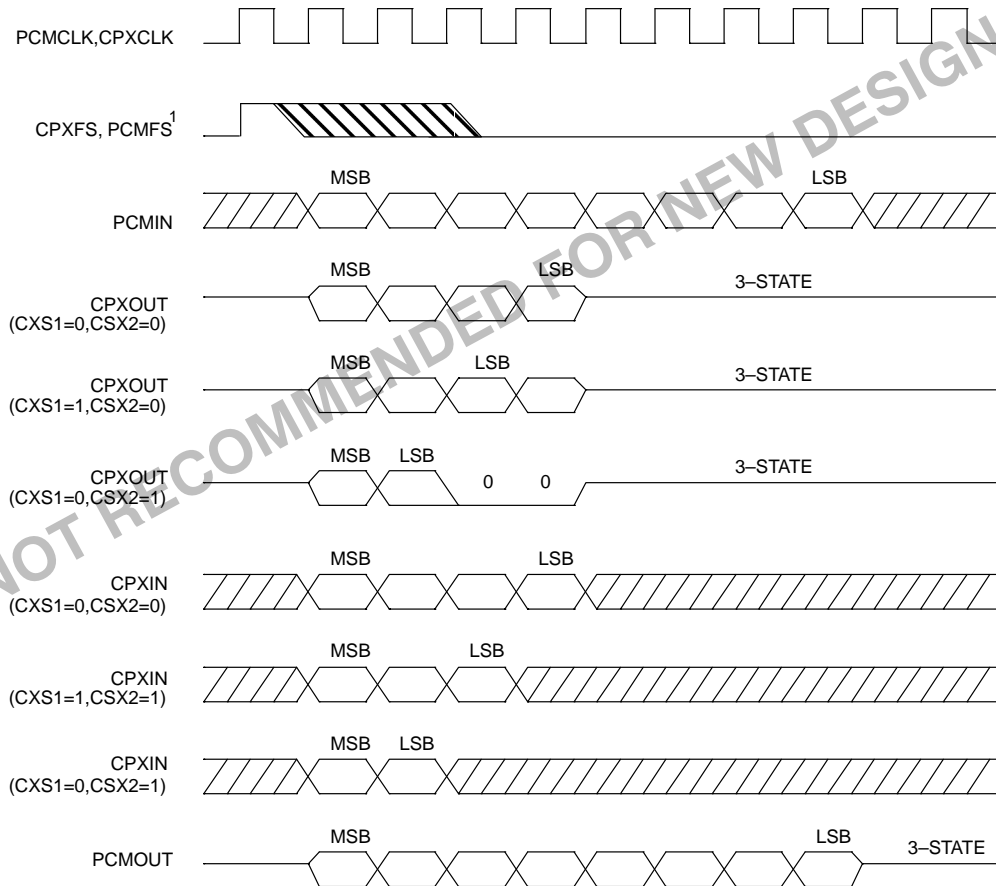 PCMCLK,CPXCLK
CPXFS, PCMFS1
MSB LSB
PCMIN
MSB LSB 3–STATE
CPXOUT
(CXS1=0,CSX2=0)
MSB LSB 3–STATE
CPXOUT
(CXS1=1,CSX2=0)
MSB LSB 0 0 3–STATE
CPXOUT
(CXS1=0,CSX2=1)
MSB LSB
CPXIN
(CXS1=0,CSX2=0)
MSB LSB
CPXIN
(CXS1=1,CSX2=1)
MSB LSB
CPXIN
(CXS1=0,CSX2=1)
MSB LSB 3–STATE
PCMOUT
NOT RECOMMENDED FOR NEW DESIGN